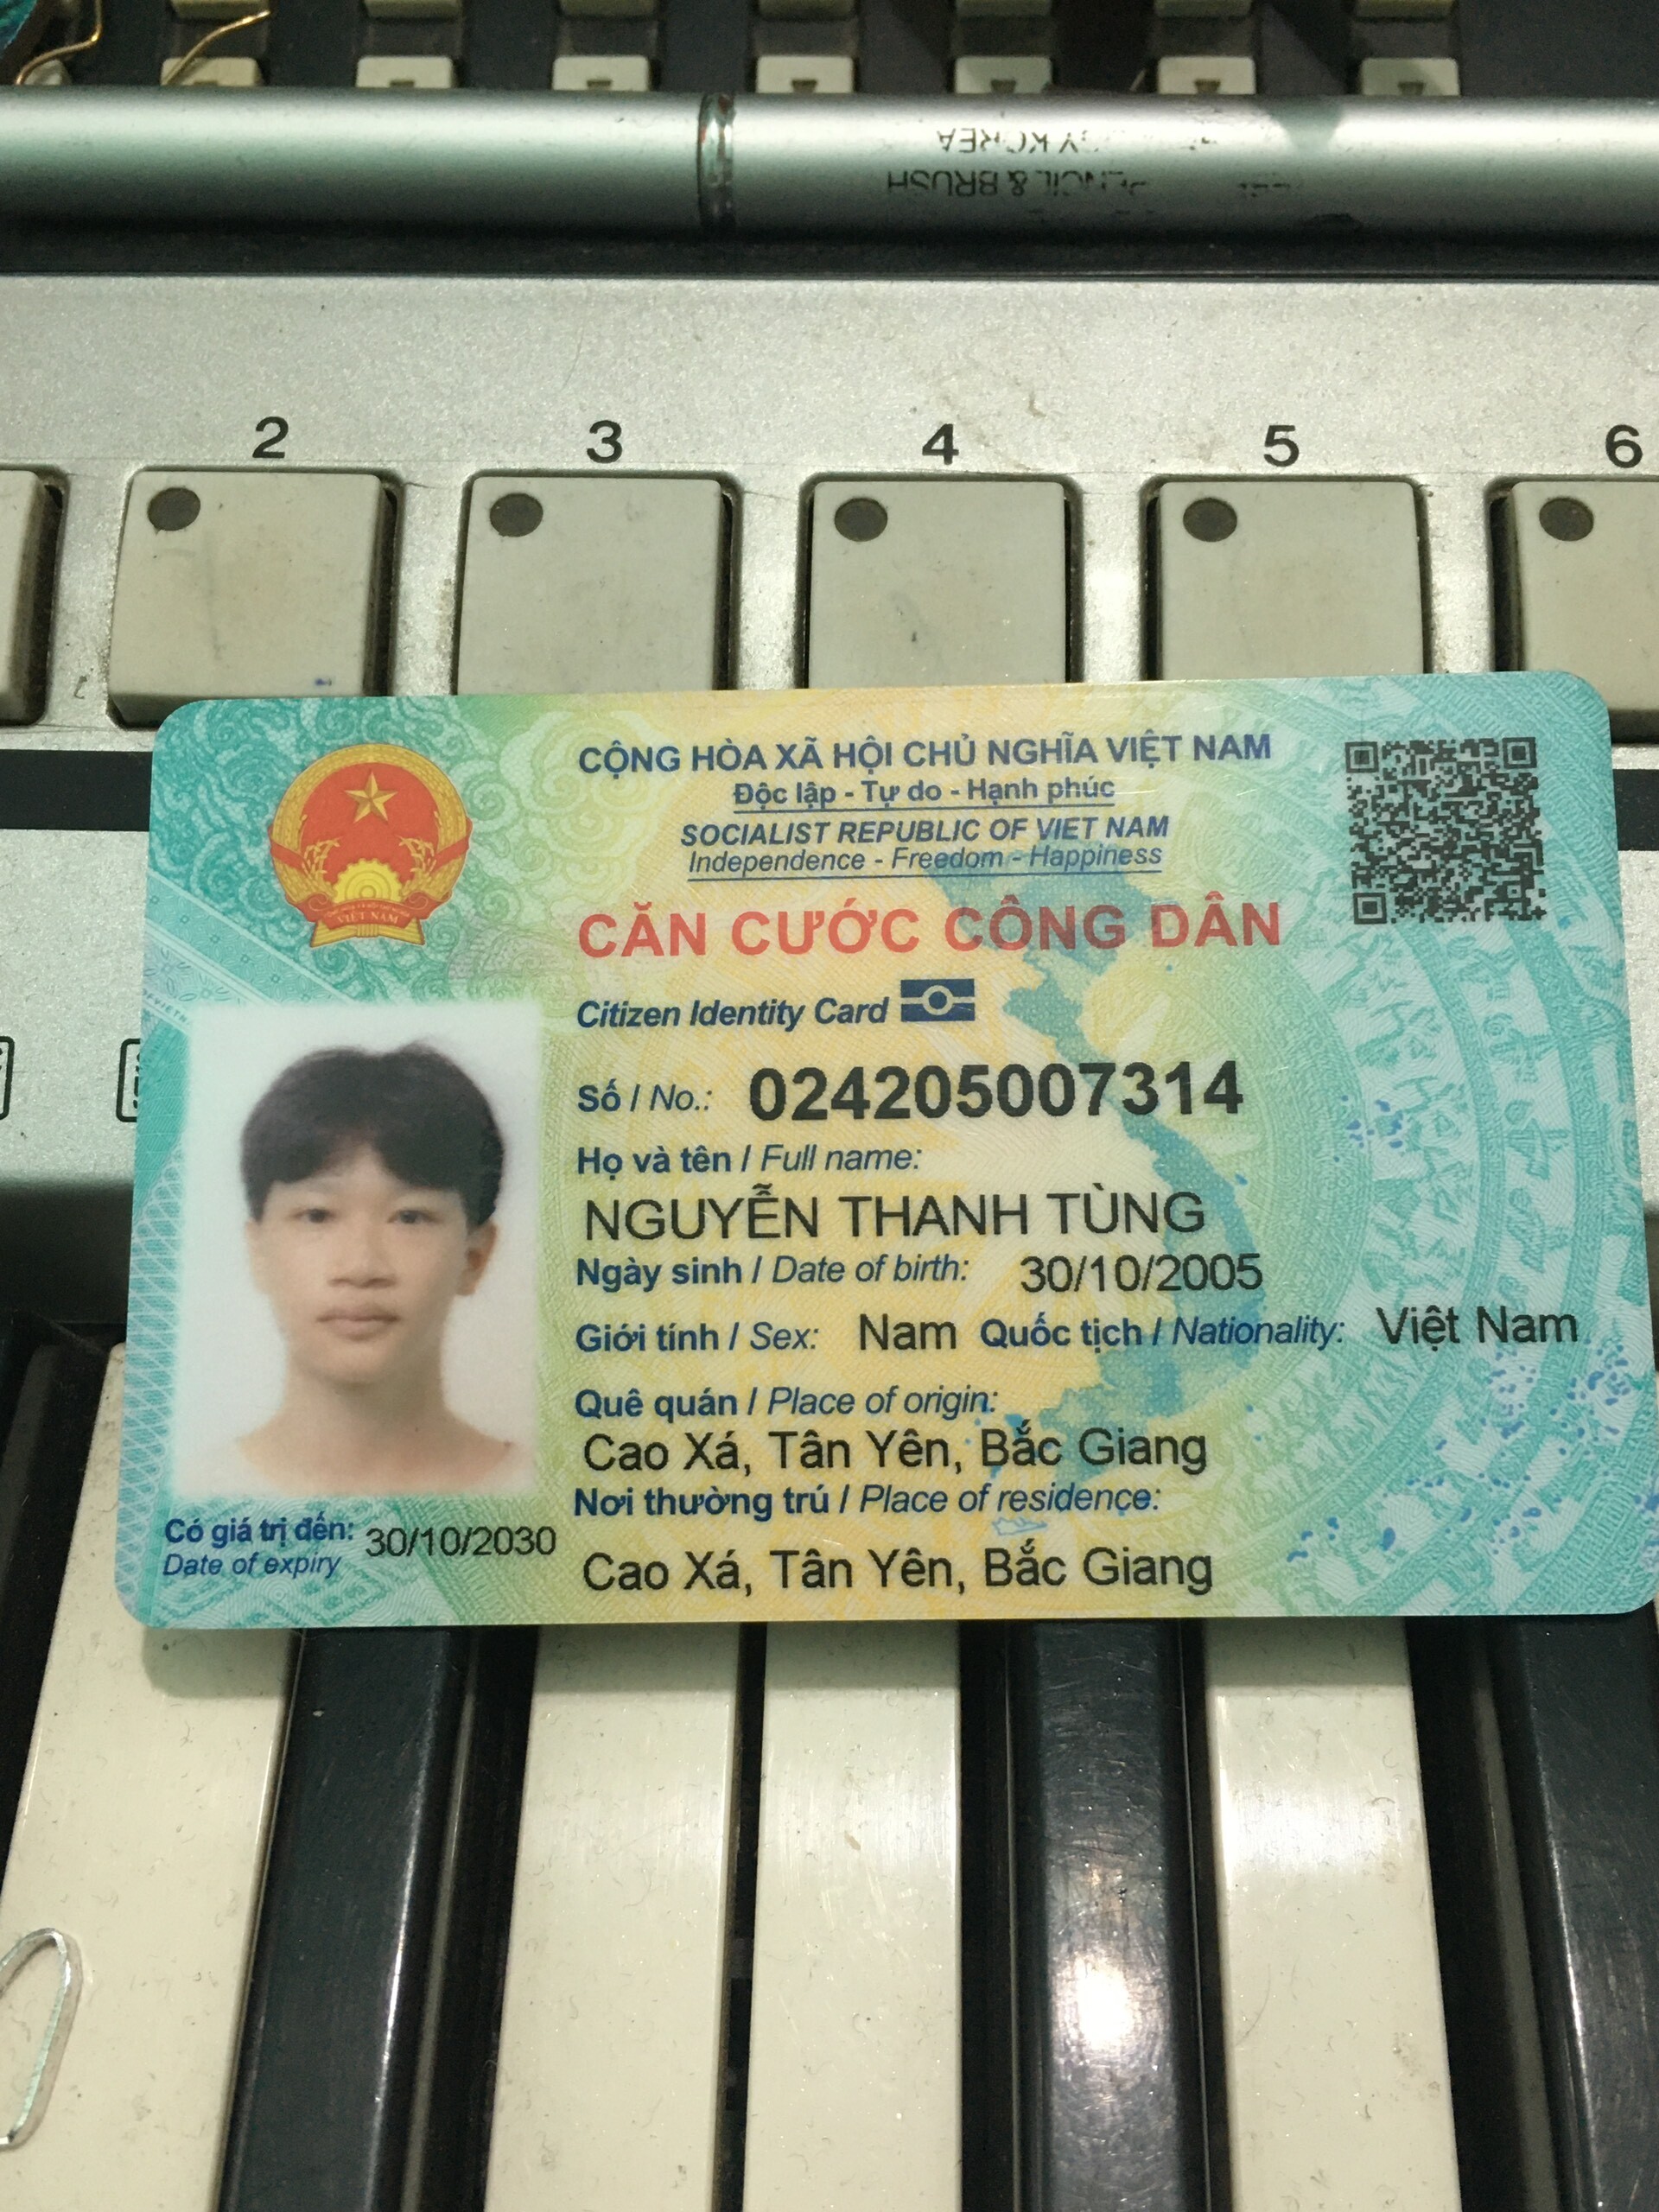 PENCIL & BRUSH
KOREA
2 3 4 5 6
CỘNG HÒA XÃ HỘI CHỦ NGHĨA VIỆT NAM
Độc lập - Tự do - Hạnh phúc
SOCIALIST REPUBLIC OF VIET NAM
Independence - Freedom - Happiness
CĂN CƯỚC CÔNG DÂN
Citizen Identity Card
Số / No.: 024205007314
Họ và tên / Full name:
NGUYỄN THANH TÙNG
Ngày sinh / Date of birth: 30/10/2005
Giới tính / Sex: Nam Quốc tịch / Nationality: Việt Nam
Quê quán / Place of origin:
Cao Xá, Tân Yên, Bắc Giang
Nơi thường trú / Place of residence:
Cao Xá, Tân Yên, Bắc Giang
Có giá trị đến: 30/10/2030
Date of expiry
VIỆT NAM